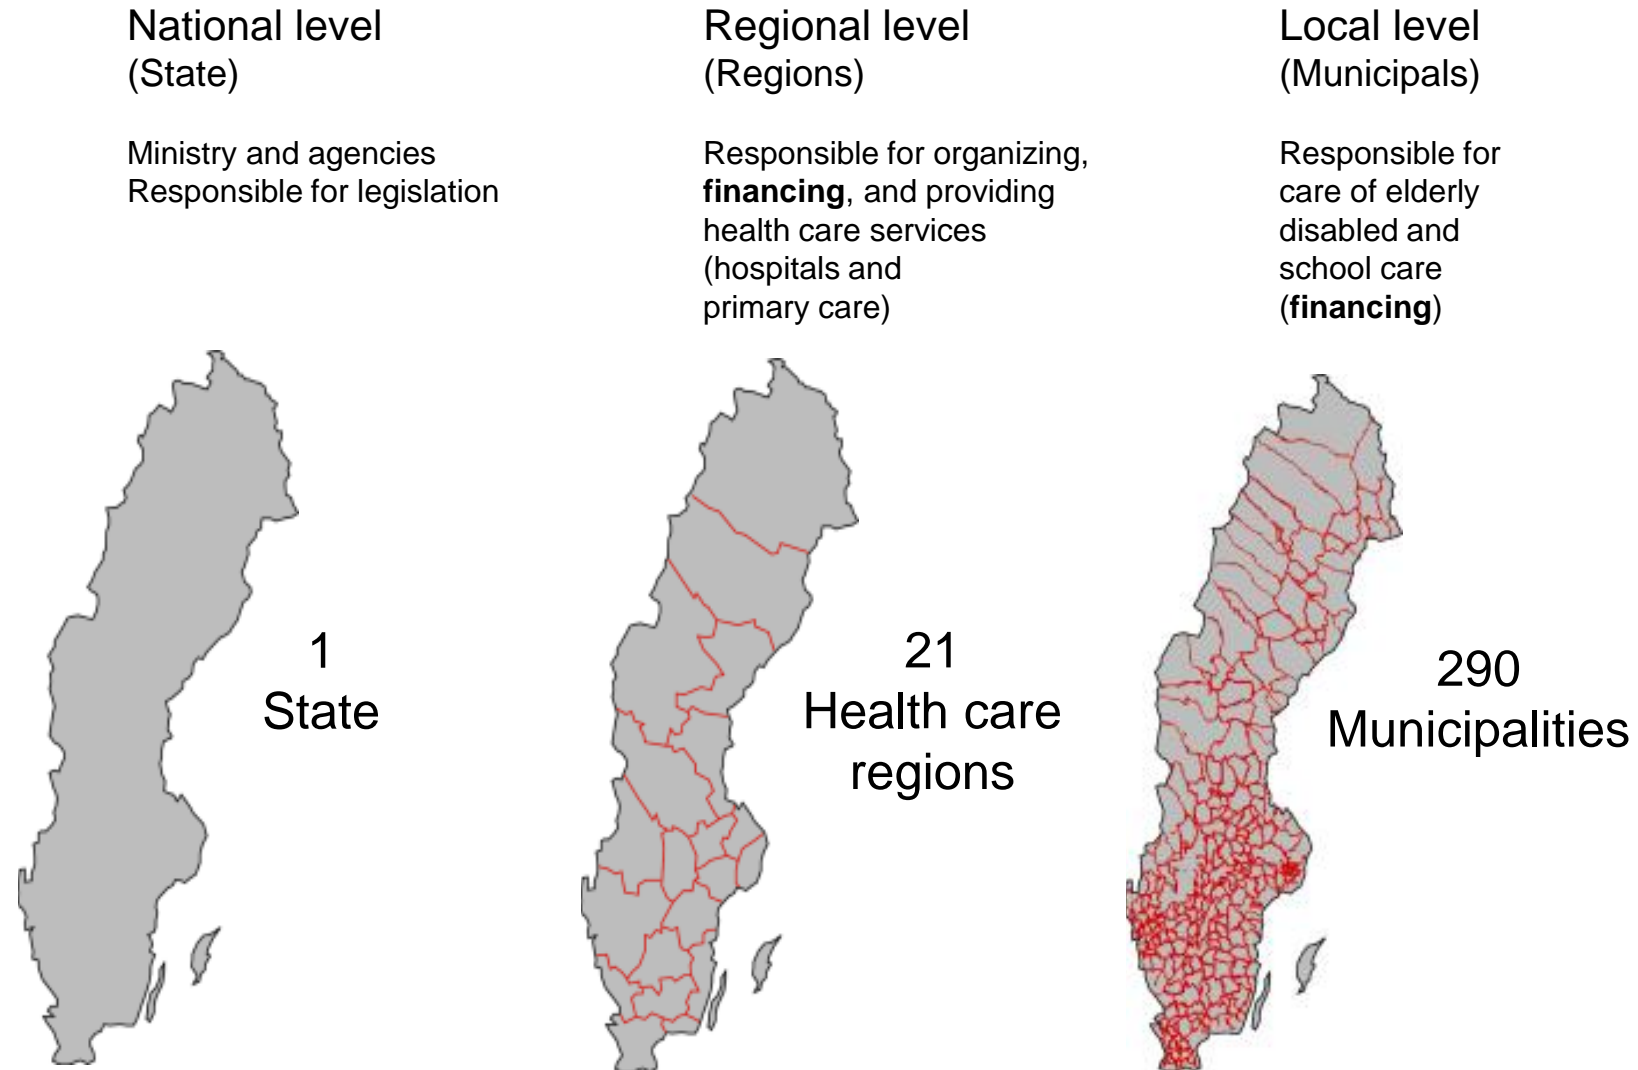 National level
(State)
Ministry and agencies
Responsible for legislation
1
State
Regional level
(Regions)
Responsible for organizing,
financing, and providing
health care services
(hospitals and
primary care)
21
Health care
regions
Local level
(Municipals)
Responsible for
care of elderly
disabled and
school care
(financing)
290
Municipalities